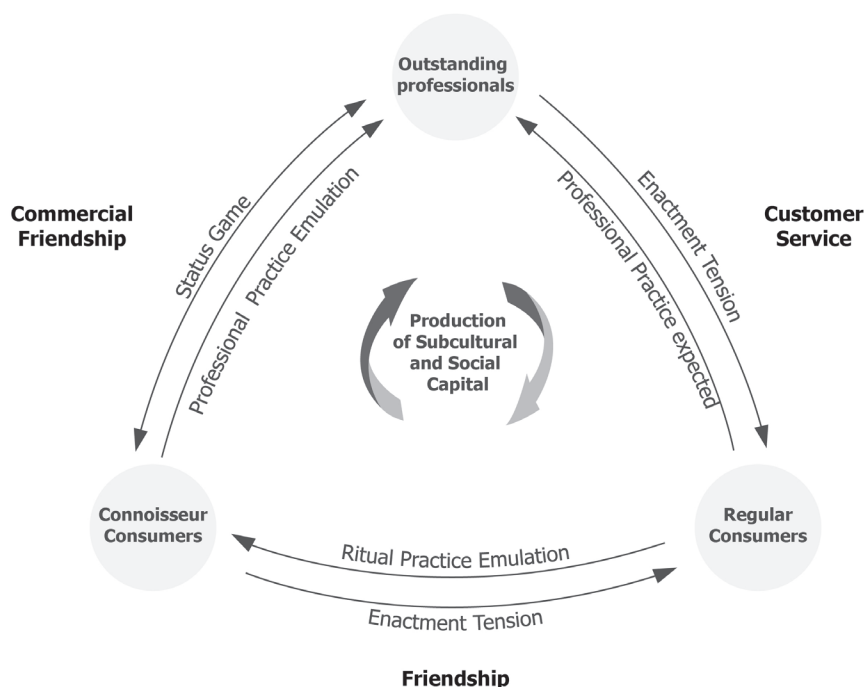 Outstanding
professionals
Commercial
Friendship
Status Game
Professional Practice Emulation
Enactment Tension
Professional Practice expected
Customer
Service
Production
of Subcultural
and Social
Capital
Connoisseur
Consumers
Regular
Consumers
Ritual Practice Emulation
Enactment Tension
Friendship